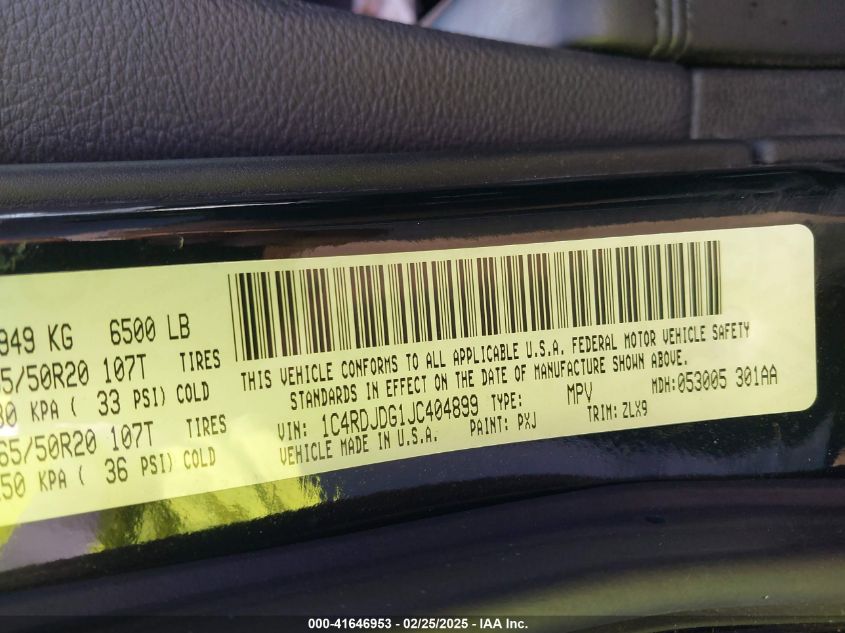 949 KG 6500 LB
5/50R20 107T TIRES
30 KPA ( 33 PSI) COLD
65/50R20 107T TIRES
250 KPA ( 36 PSI) COLD
THIS VEHICLE CONFORMS TO ALL APPLICABLE U.S.A. FEDERAL MOTOR VEHICLE SAFETY
STANDARDS IN EFFECT ON THE DATE OF MANUFACTURE SHOWN ABOVE.
VIN: 1C4RDJDG1JC404899 TYPE: MPV MDH:053005 301AA
VEHICLE MADE IN U.S.A. PAINT: PXJ TRIM: ZLX9
000-41646953 / 02/25/2025 — IAA Inc.